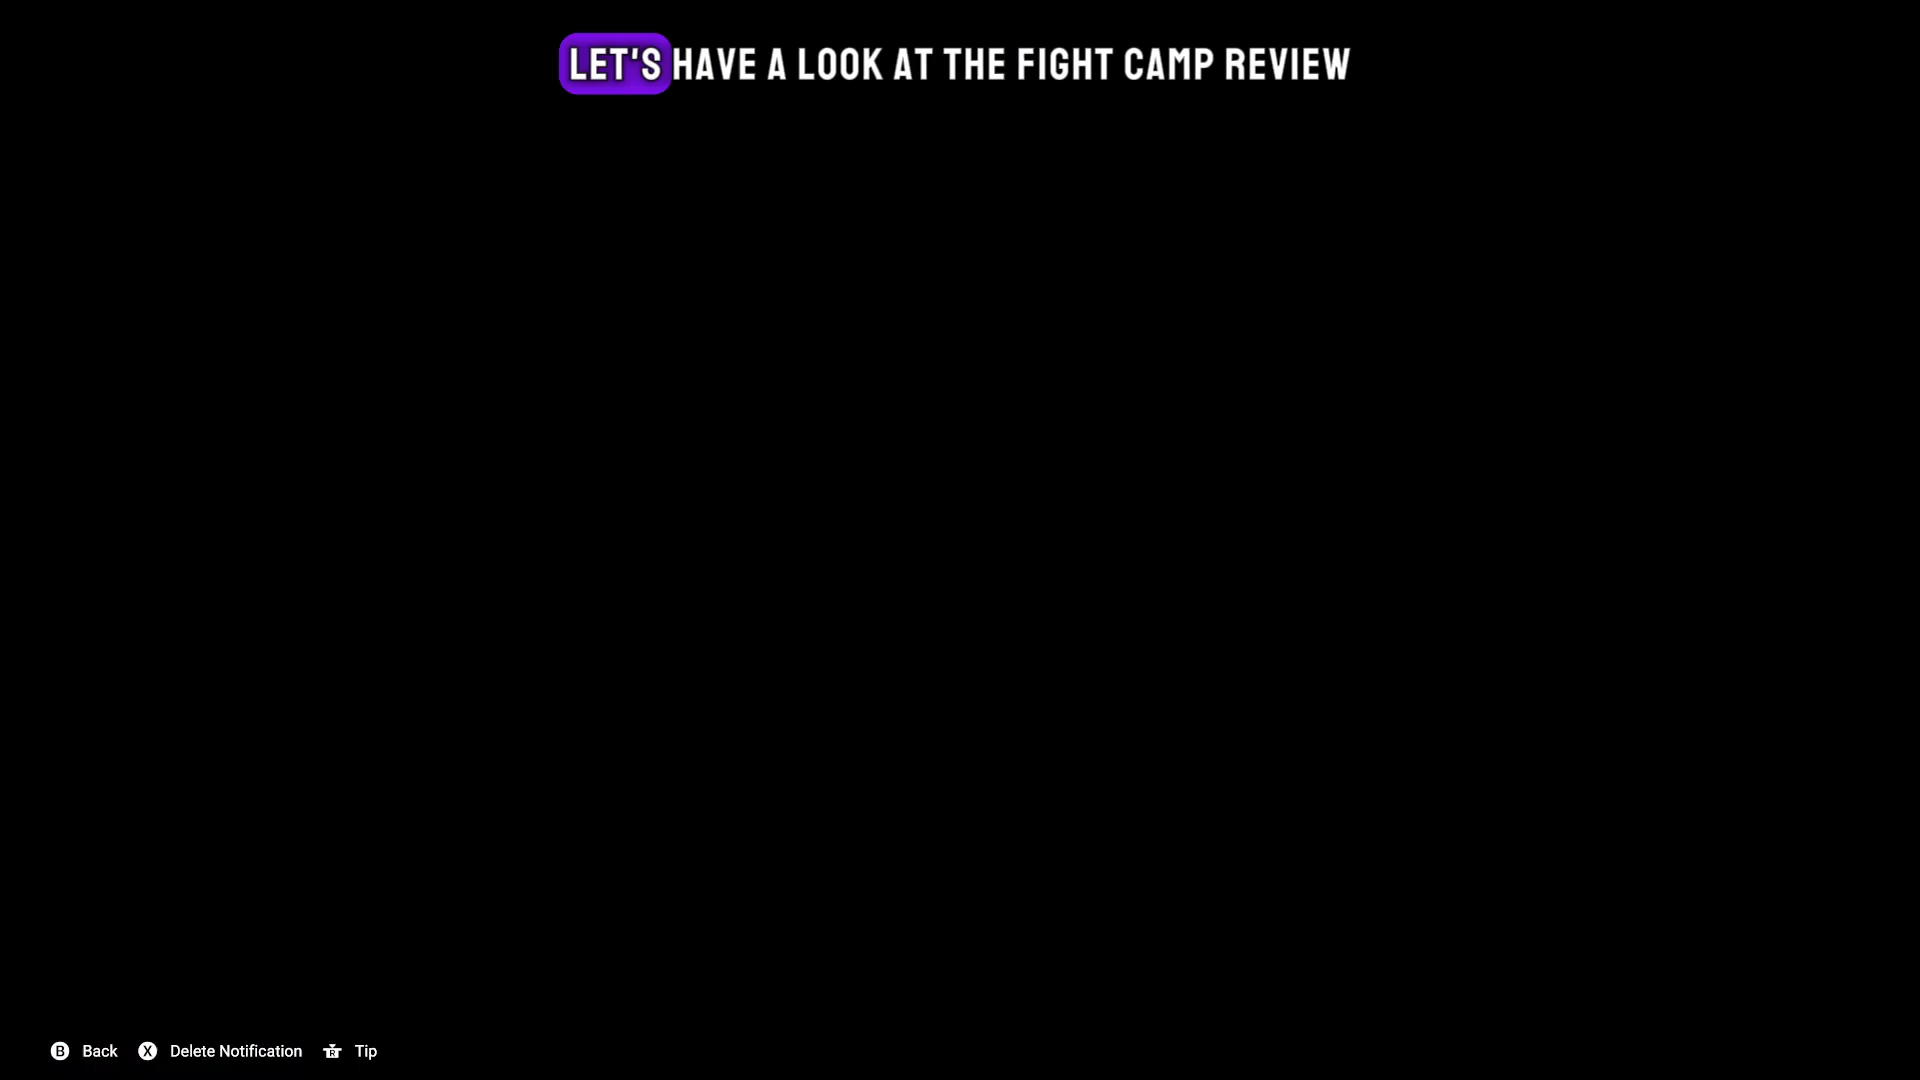 LET'S HAVE A LOOK AT THE FIGHT CAMP REVIEW
B Back X Delete Notification R Tip